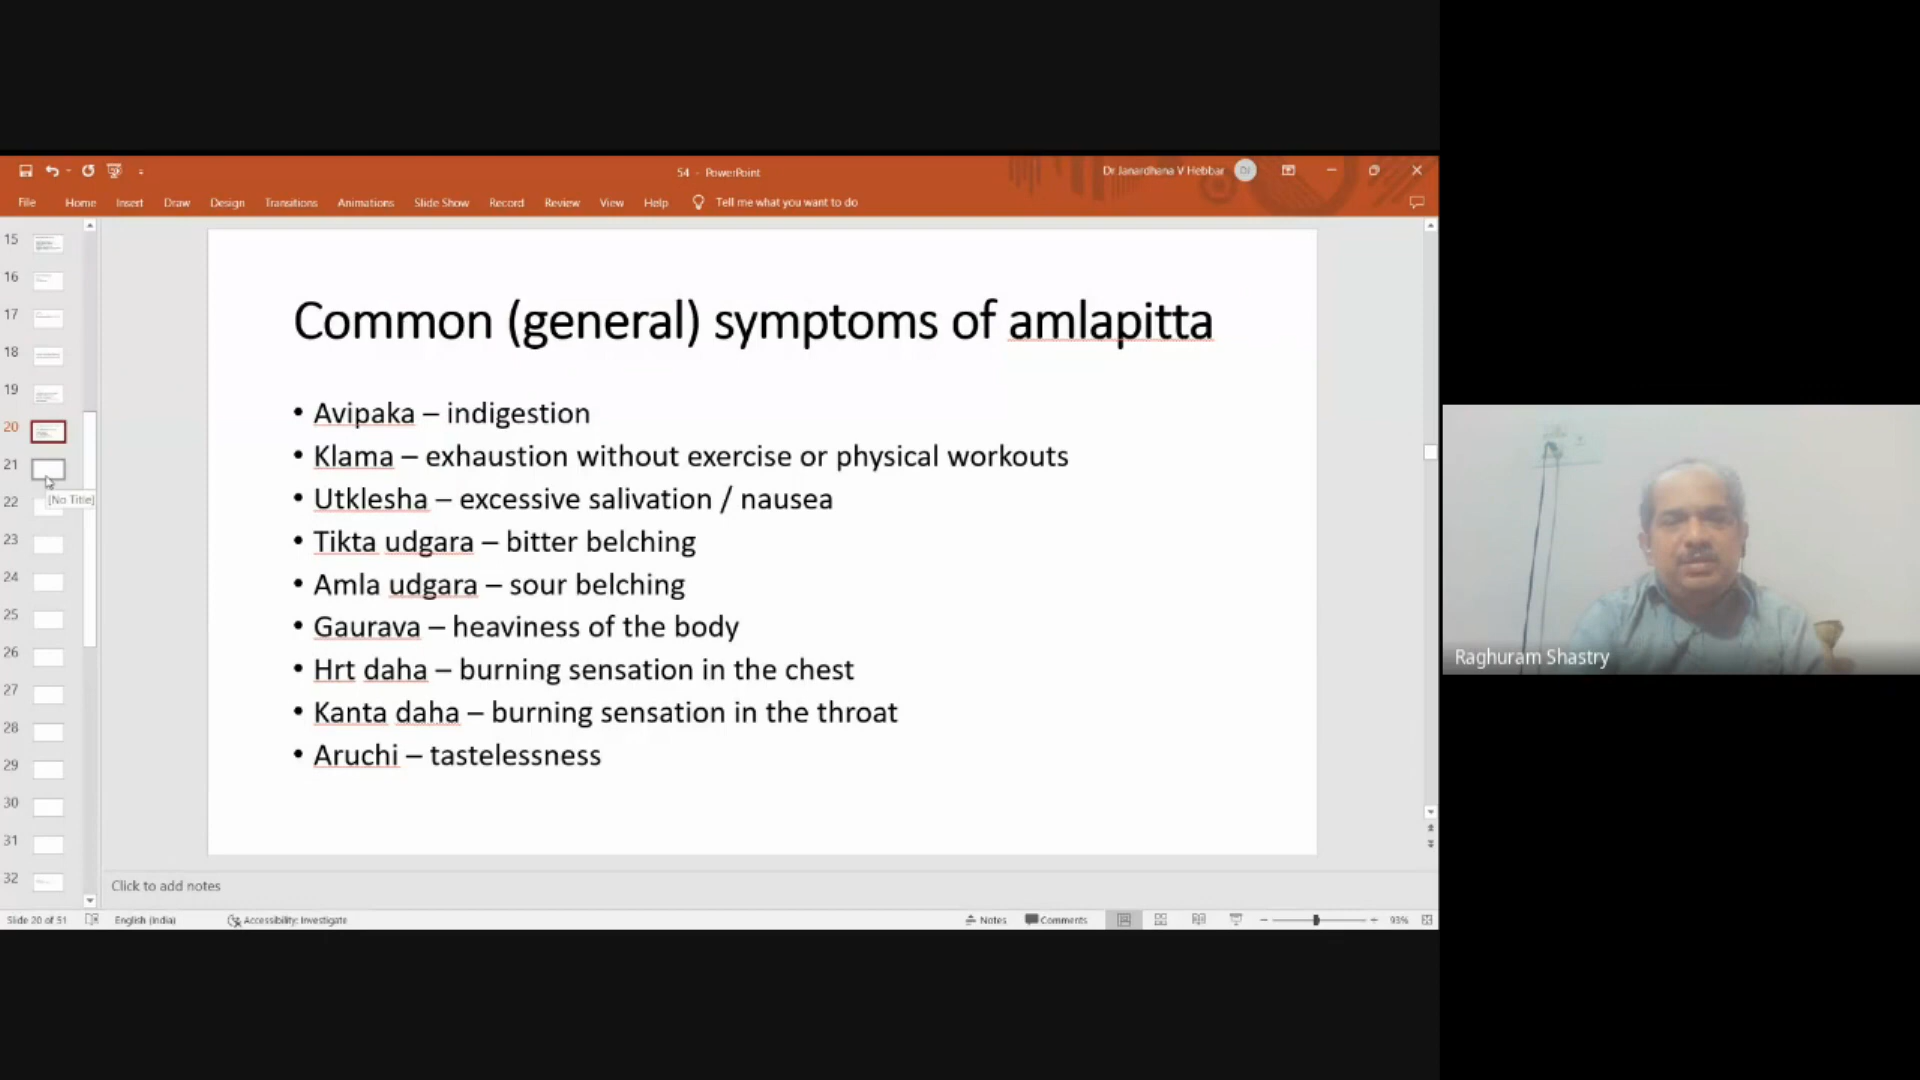 54 - PowerPoint
Dr Janardhana V Hebbar
File Home Insert Draw Design Transitions Animations Slide Show Record Review View Help Tell me what you want to do
15
16
17
18
19
20
21
[No Title]
22
23
24
25
26
27
28
29
30
31
32
Common (general) symptoms of amlapitta
• Avipaka – indigestion
• Klama – exhaustion without exercise or physical workouts
• Utklesha – excessive salivation / nausea
• Tikta udgara – bitter belching
• Amla udgara – sour belching
• Gaurava – heaviness of the body
• Hrt daha – burning sensation in the chest
• Kanta daha – burning sensation in the throat
• Aruchi – tastelessness
Raghuram Shastry
Click to add notes
Slide 20 of 51 English (India) Accessibility: Investigate Notes Comments 93%